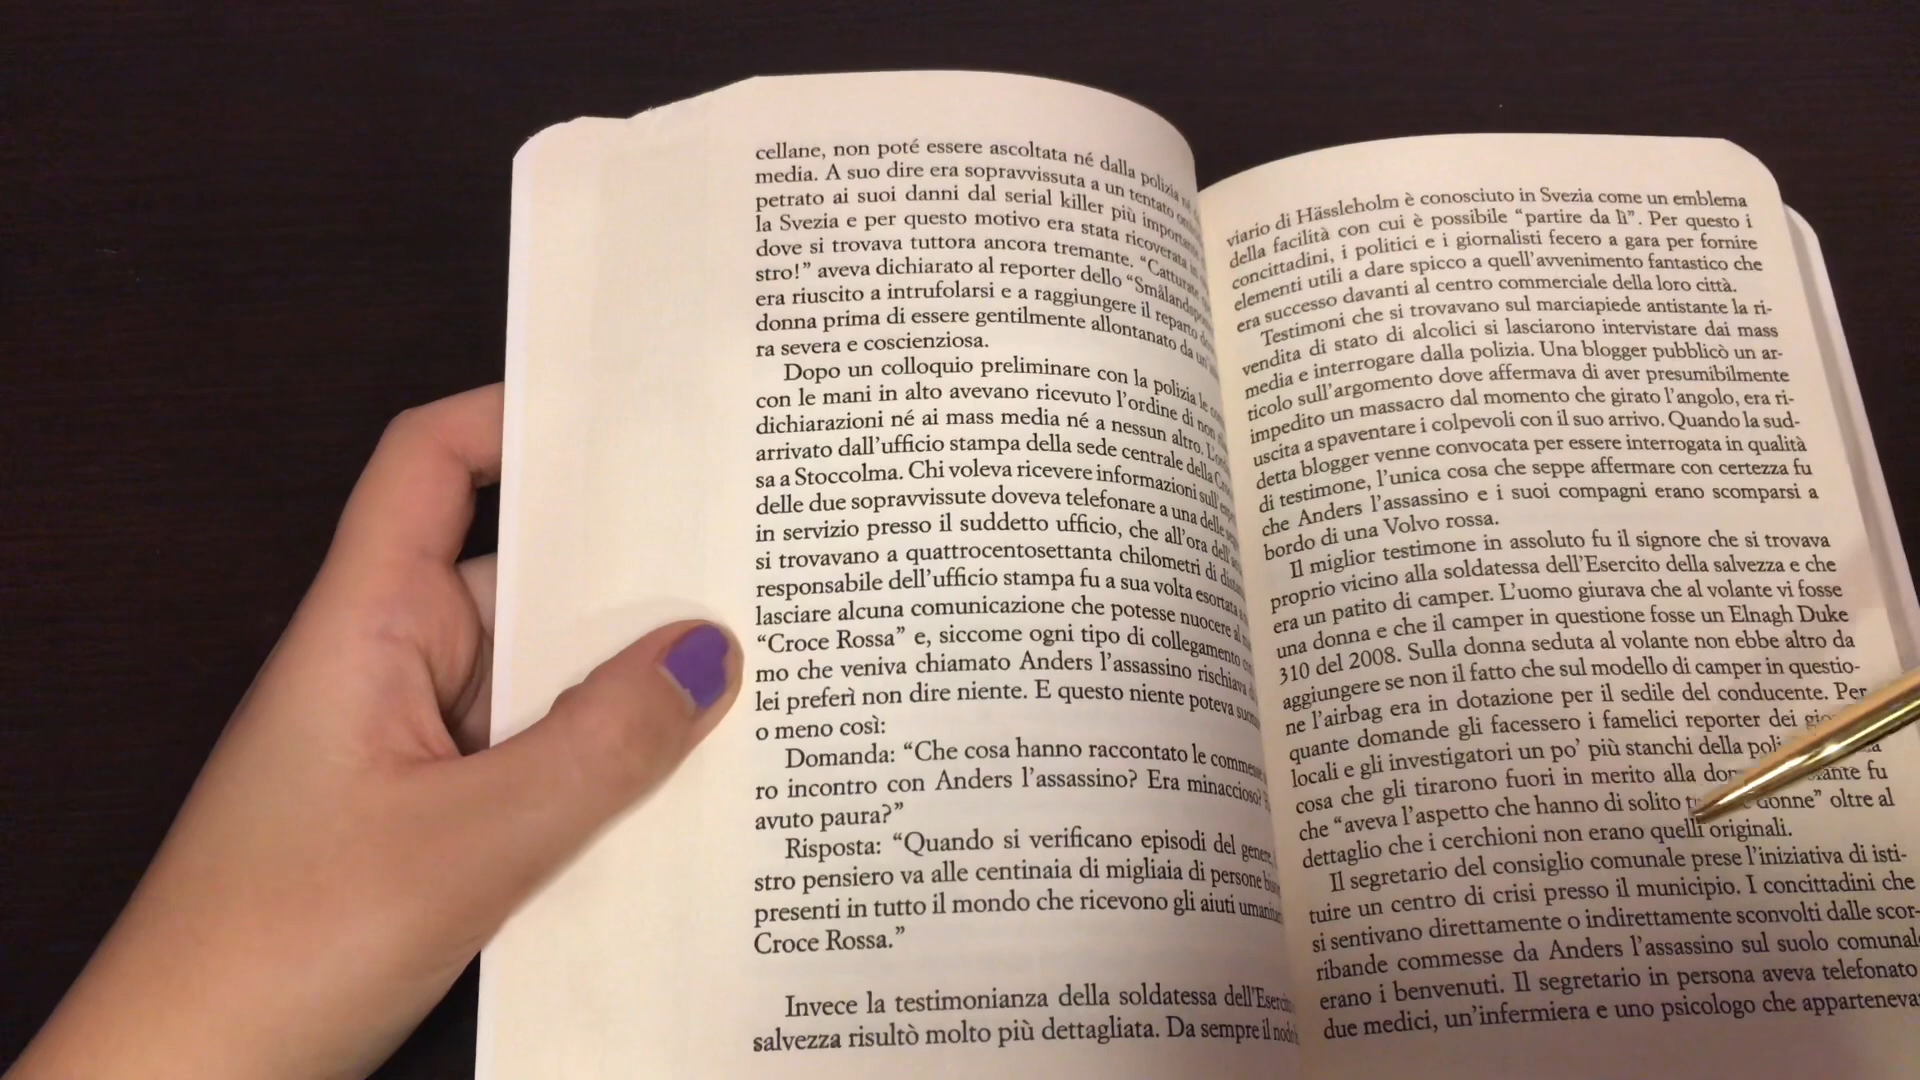 cellane, non poté essere ascoltata né dalla polizia né
media. A suo dire era sopravvissuta a un tentato
petrato ai suoi danni dal serial killer più
la Svezia e per questo motivo era stata ricoverata in
dove si trovava tuttora ancora tremante. “Catturate
stro!” aveva dichiarato al reporter dello
era riuscito a intrufolarsi e a raggiungere il reparto
donna prima di essere gentilmente allontanato da
ra severa e coscienziosa.
Dopo un colloquio preliminare con la polizia le
con le mani in alto avevano ricevuto l’ordine di non
dichiarazioni né ai mass media né a nessun altro.
arrivato dall’ufficio stampa della sede centrale della
sa a Stoccolma. Chi voleva ricevere informazioni
delle due sopravvissute doveva telefonare a una delle
in servizio presso il suddetto ufficio, che all’ora
si trovavano a quattrocentosettanta chilometri di
responsabile dell’ufficio stampa fu a sua volta esortata a
lasciare alcuna comunicazione che potesse nuocere al
“Croce Rossa” e, siccome ogni tipo di collegamento
mo che veniva chiamato Anders l’assassino rischiava
lei preferì non dire niente. E questo niente poteva
o meno così:
Domanda: “Che cosa hanno raccontato le
ro incontro con Anders l’assassino? Era minaccioso?
avuto paura?”
Risposta: “Quando si verificano episodi del
stro pensiero va alle centinaia di migliaia di persone
presenti in tutto il mondo che ricevono gli aiuti
Croce Rossa.”
Invece la testimonianza della soldatessa
salvezza risultò molto più dettagliata. Da sempre il
viario di Hässleholm è conosciuto in Svezia come un emblema
della facilità con cui è possibile “partire da lì”. Per questo i
concittadini, i politici e i giornalisti fecero a gara per fornire
elementi utili a dare spicco a quell’avvenimento fantastico che
era successo davanti al centro commerciale della loro città.
Testimoni che si trovavano sul marciapiede antistante la ri-
vendita di stato di alcolici si lasciarono intervistare dai mass
media e interrogare dalla polizia. Una blogger pubblicò un ar-
ticolo sull’argomento dove affermava di aver presumibilmente
impedito un massacro dal momento che girato l’angolo, era ri-
uscita a spaventare i colpevoli con il suo arrivo. Quando la sud-
detta blogger venne convocata per essere interrogata in qualità
di testimone, l’unica cosa che seppe affermare con certezza fu
che Anders l’assassino e i suoi compagni erano scomparsi a
bordo di una Volvo rossa.
Il miglior testimone in assoluto fu il signore che si trovava
proprio vicino alla soldatessa dell’Esercito della salvezza e che
era un patito di camper. L’uomo giurava che al volante vi fosse
una donna e che il camper in questione fosse un Elnagh Duke
310 del 2008. Sulla donna seduta al volante non ebbe altro da
aggiungere se non il fatto che sul modello di camper in questio-
ne l’airbag era in dotazione per il sedile del conducente. Per
quante domande gli facessero i famelici reporter dei
locali e gli investigatori un po’ più stanchi della
cosa che gli tirarono fuori in merito alla fu
che “aveva l’aspetto che hanno di solito donne” oltre al
dettaglio che i cerchioni non erano quelli originali.
Il segretario del consiglio comunale prese l’iniziativa di isti-
tuire un centro di crisi presso il municipio. I concittadini che
si sentivano direttamente o indirettamente sconvolti dalle scor-
ribande commesse da Anders l’assassino sul suolo
erano i benvenuti. Il segretario in persona aveva telefonato
due medici, un’infermiera e uno psicologo che